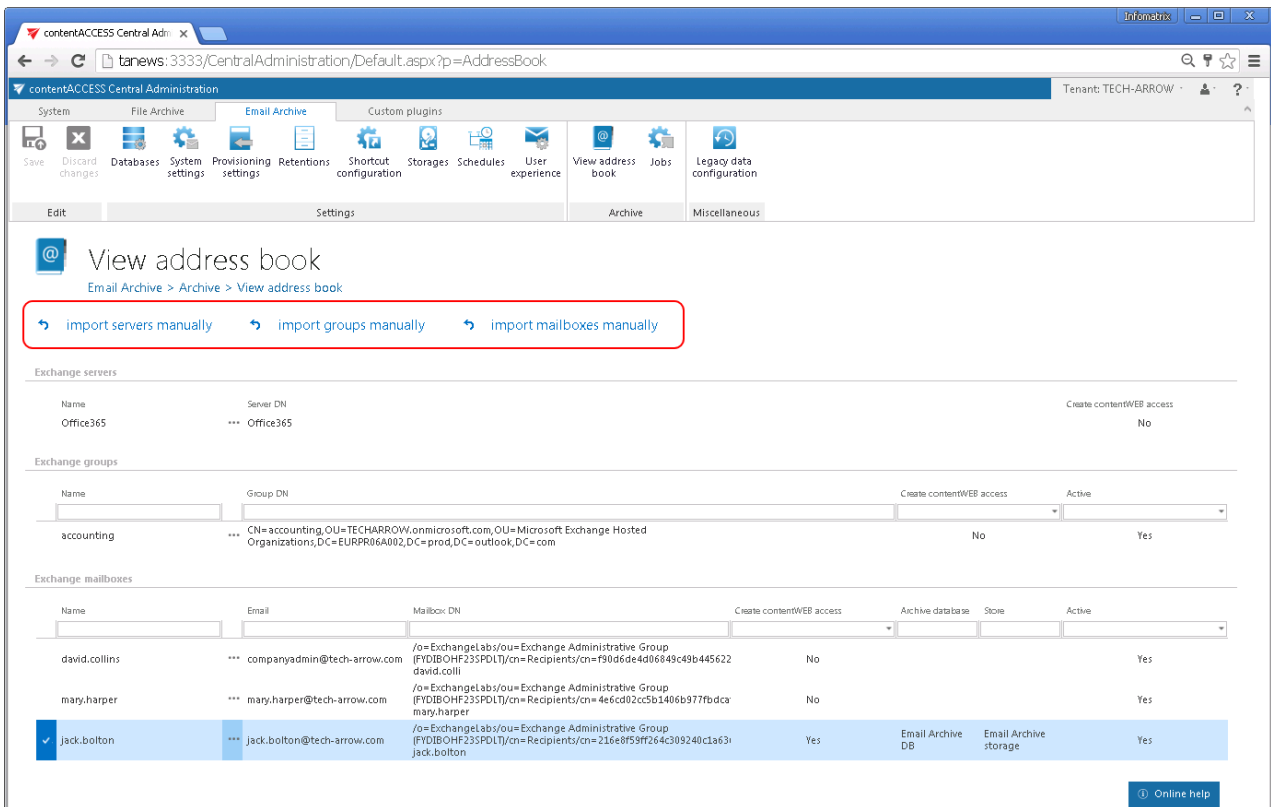 Infomatrix
contentACCESS Central Adm
tanews:3333/CentralAdministration/Default.aspx?p=AddressBook
contentACCESS Central Administration
Tenant: TECH-ARROW
?
System File Archive Email Archive Custom plugins
Save
Discard changes
Databases
System settings
Provisioning settings
Retentions
Shortcut configuration
Storages
Schedules
User experience
View address book
Jobs
Legacy data configuration
Edit Settings Archive Miscellaneous
View address book
Email Archive > Archive > View address book
import servers manually import groups manually import mailboxes manually
Exchange servers
Name Server DN Create contentWEB access
Office365 *** Office365 No
Exchange groups
Name Group DN Create contentWEB access Active
accounting *** CN=accounting,OU=TECHARROW.onmicrosoft.com,OU=Microsoft Exchange Hosted
Organizations,DC=EURPR06A002,DC=prod,DC=outlook,DC=com No Yes
Exchange mailboxes
Name Email Mailbox DN Create contentWEB access Archive database Store Active
/o=ExchangeLabs/ou=Exchange Administrative Group
david.collins *** companyadmin@tech-arrow.com (FYDIBOHF23SPDLT)/cn=Recipients/cn=f90d6de4d06849c49b445622 No Yes
david.colli
/o=ExchangeLabs/ou=Exchange Administrative Group
mary.harper *** mary.harper@tech-arrow.com (FYDIBOHF23SPDLT)/cn=Recipients/cn=4e6cd02cc5b1406b977fbdca No Yes
mary.harper
/o=ExchangeLabs/ou=Exchange Administrative Group
jack.bolton *** jack.bolton@tech-arrow.com (FYDIBOHF23SPDLT)/cn=Recipients/cn=216e8f59ff264c309240c1a63 Yes Email Archive DB Email Archive storage Yes
jack.bolton
Online help